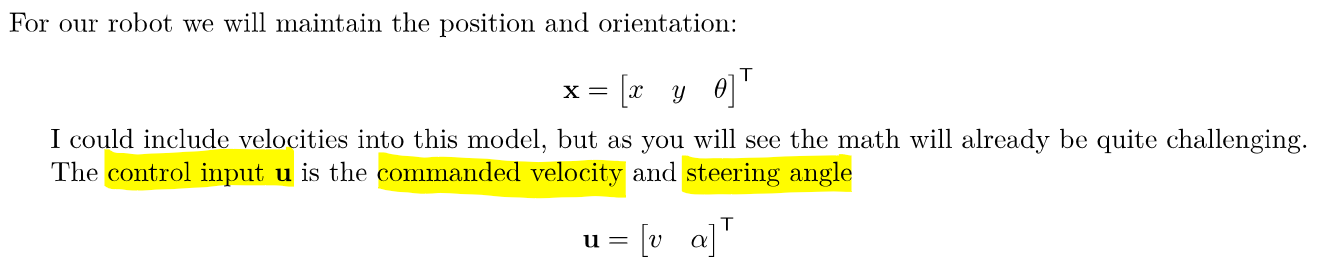 For our robot we will maintain the position and orientation:
x = [x y θ]ᵀ
I could include velocities into this model, but as you will see the math will already be quite challenging.
The control input u is the commanded velocity and steering angle
u = [v α]ᵀ